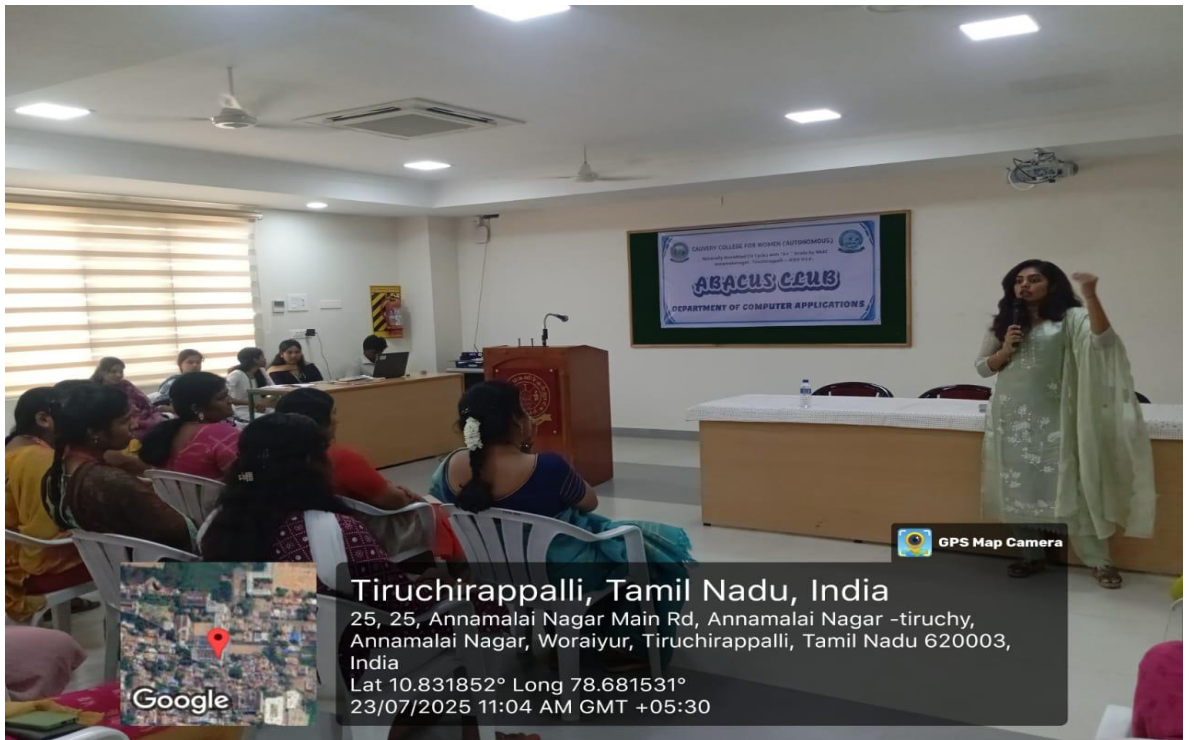 CAUVERY COLLEGE FOR WOMEN (AUTONOMOUS)
ABACUS CLUB
DEPARTMENT OF COMPUTER APPLICATIONS
GPS Map Camera
Tiruchirappalli, Tamil Nadu, India
25, 25, Annamalai Nagar Main Rd, Annamalai Nagar -tiruchy,
Annamalai Nagar, Woraiyur, Tiruchirappalli, Tamil Nadu 620003,
India
Lat 10.831852° Long 78.681531°
23/07/2025 11:04 AM GMT +05:30
Google